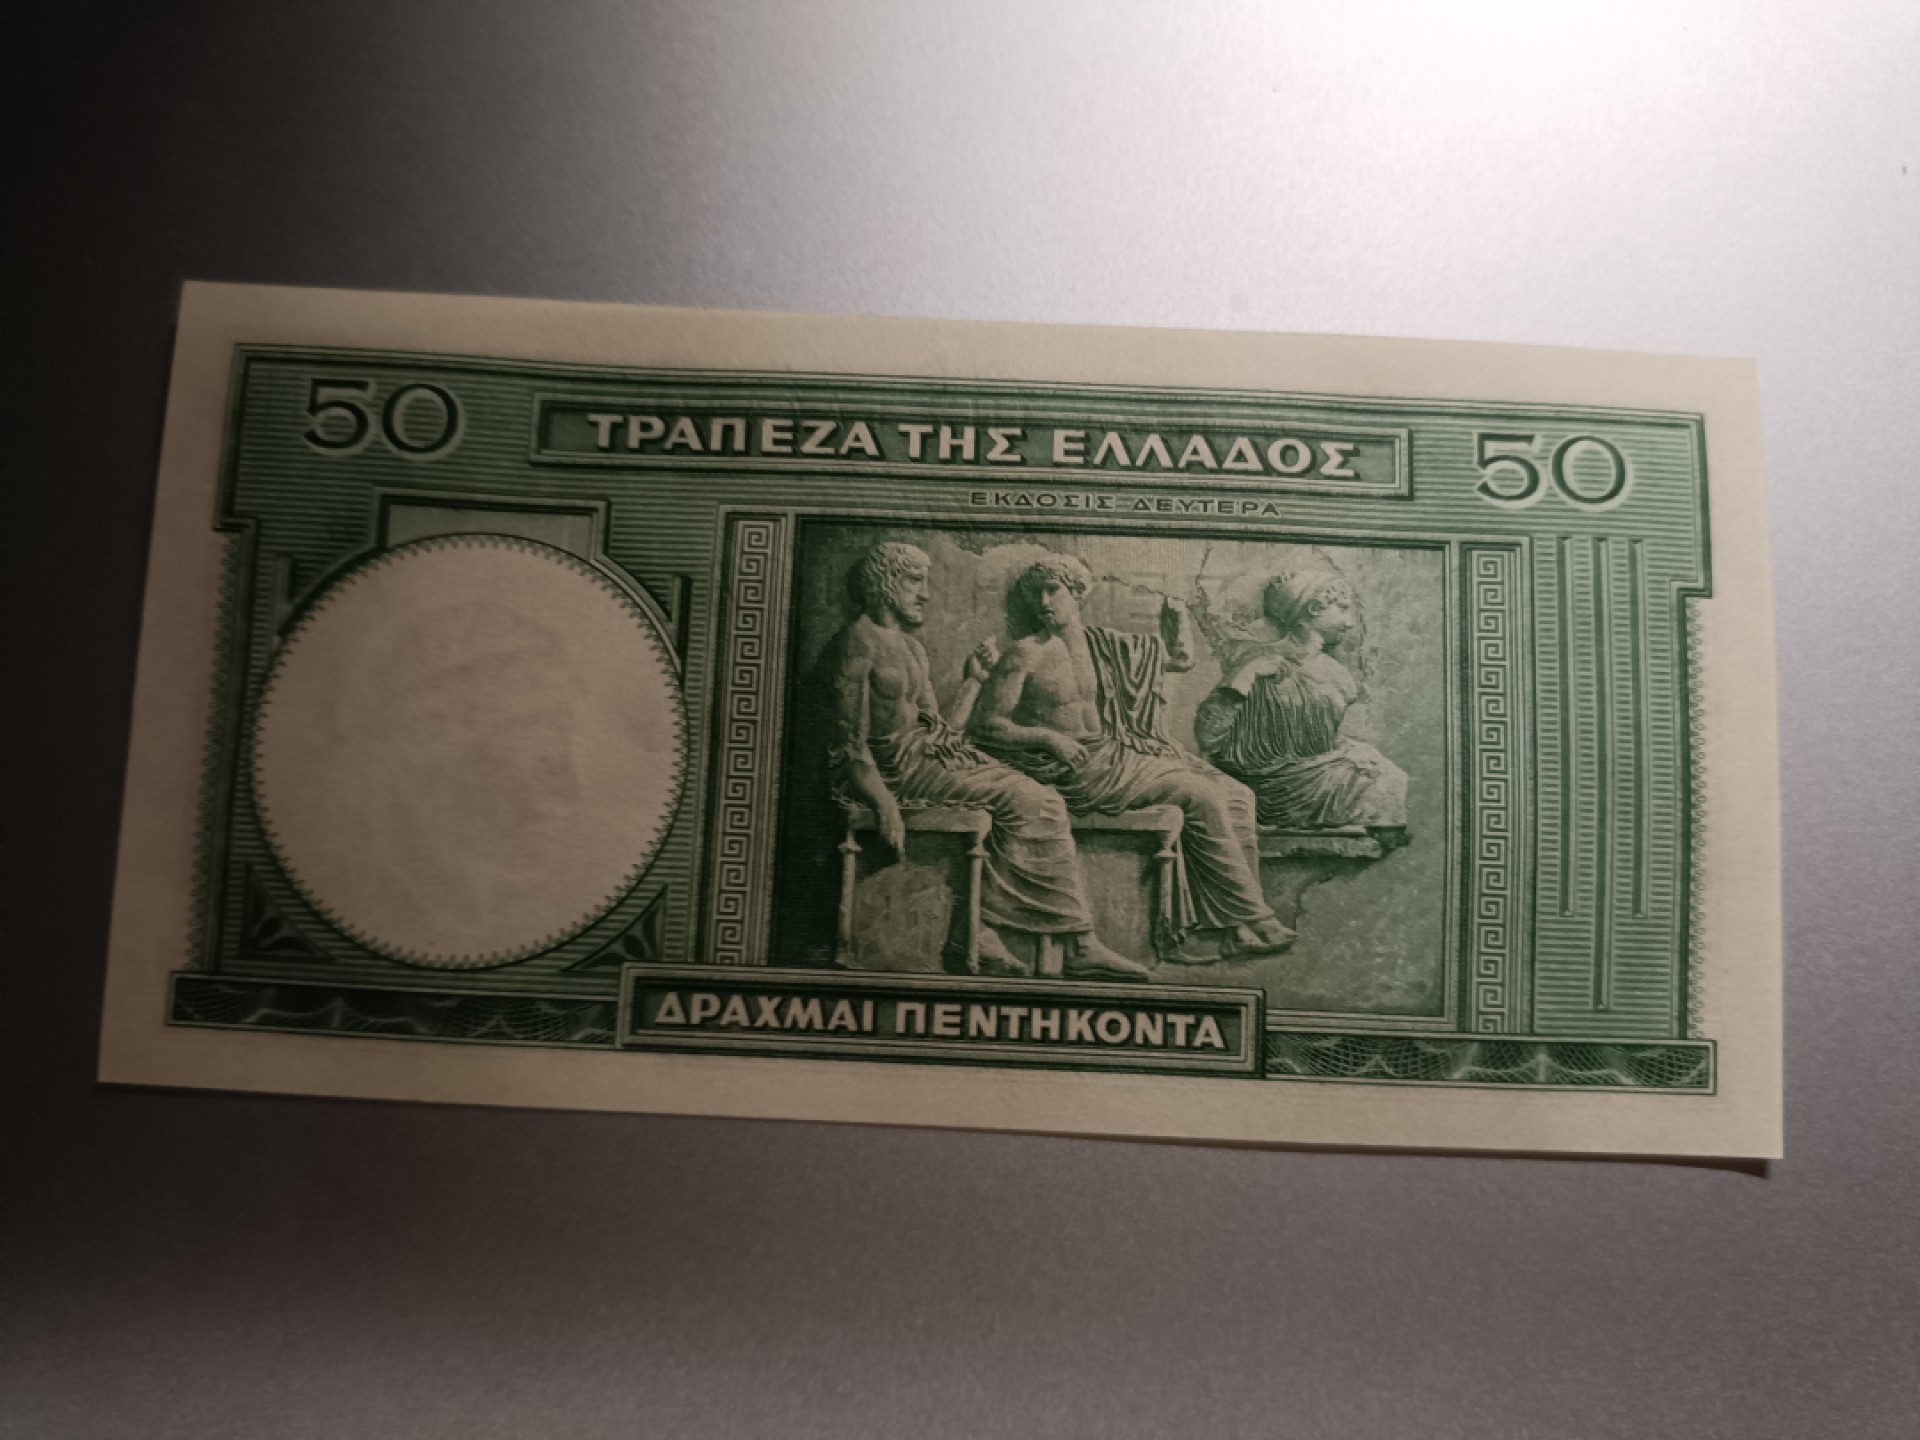 50 ΤΡΑΠΕΖΑ ΤΗΣ ΕΛΛΑΔΟΣ 50
ΕΚΔΟΣΙΣ ΔΕΥΤΕΡΑ
ΔΡΑΧΜΑΙ ΠΕΝΤΗΚΟΝΤΑ